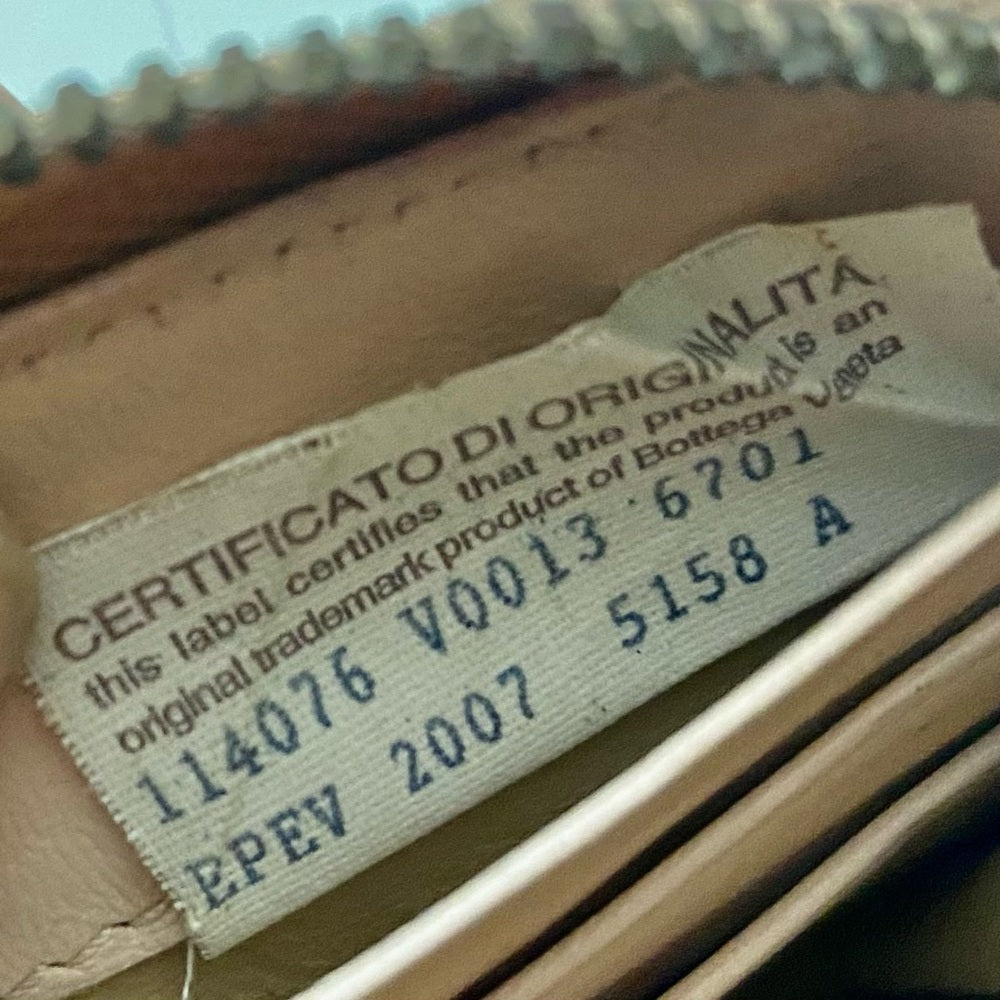 CERTIFICATO DI ORIGINALITA
this label certifies that the product is an
original trademark product of Bottega Veneta
114076 V0013 6701
EPEV 2007 5158 A